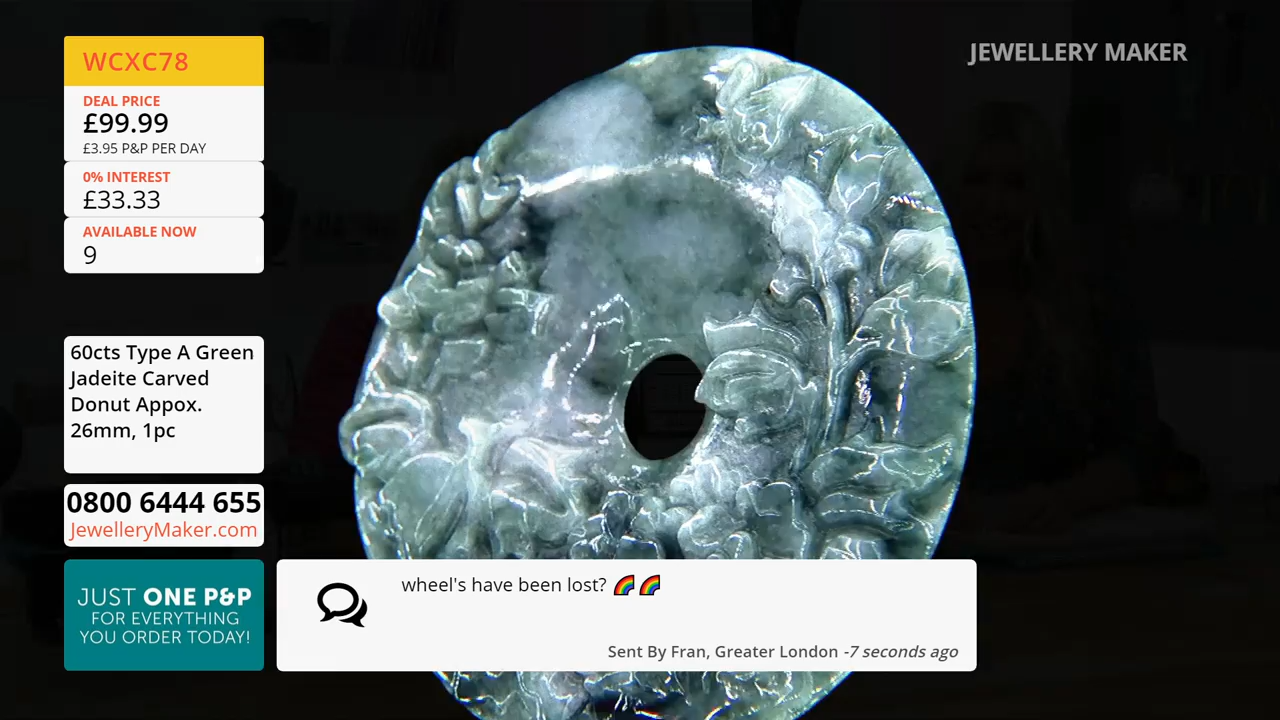 WCXC78
DEAL PRICE
£99.99
£3.95 P&P PER DAY
0% INTEREST
£33.33
AVAILABLE NOW
9
60cts Type A Green
Jadeite Carved
Donut Appox.
26mm, 1pc
0800 6444 655
JewelleryMaker.com
JUST ONE P&P
FOR EVERYTHING
YOU ORDER TODAY!
JEWELLERY MAKER
wheel's have been lost? 🌈🌈
Sent By Fran, Greater London -7 seconds ago